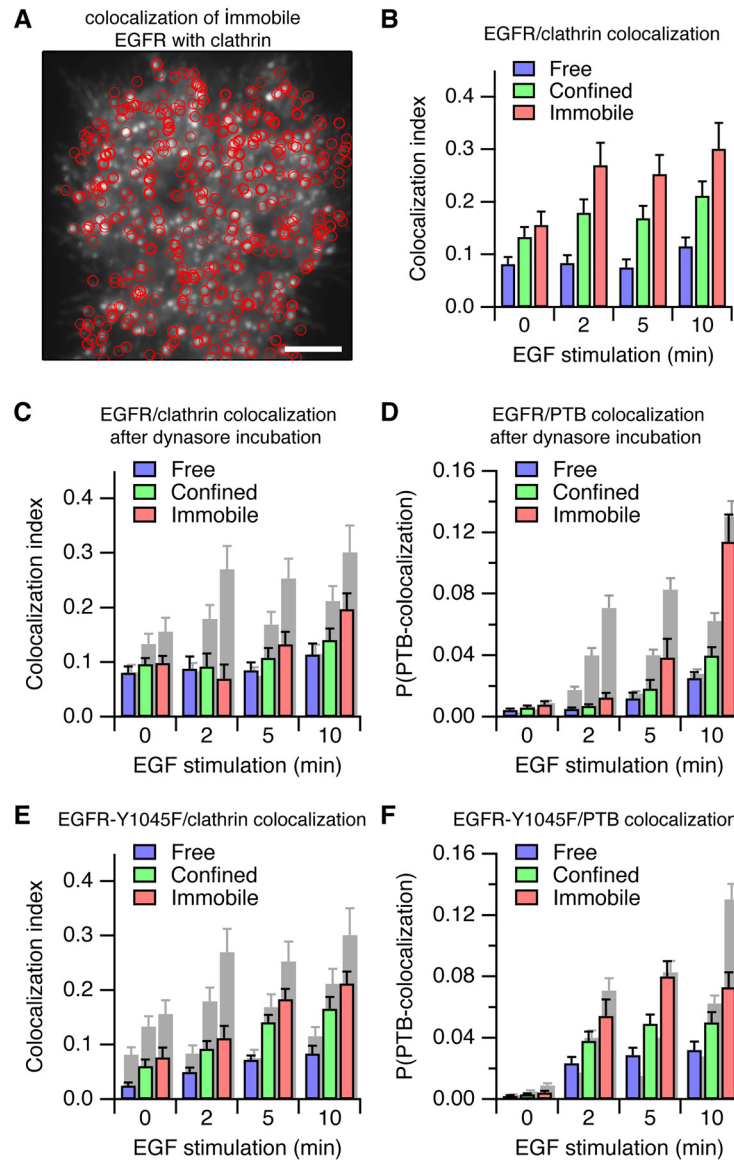 A
colocalization of immobile
EGFR with clathrin
B
EGFR/clathrin colocalization
Free
Confined
Immobile
Colocalization index
0.4
0.3
0.2
0.1
0.0
0 2 5 10
EGF stimulation (min)
C
EGFR/clathrin colocalization
after dynasore incubation
Free
Confined
Immobile
Colocalization index
0.4
0.3
0.2
0.1
0.0
0 2 5 10
EGF stimulation (min)
D
EGFR/PTB colocalization
after dynasore incubation
Free
Confined
Immobile
P(PTB-colocalization)
0.16
0.12
0.08
0.04
0.00
0 2 5 10
EGF stimulation (min)
E
EGFR-Y1045F/clathrin colocalization
Free
Confined
Immobile
Colocalization index
0.4
0.3
0.2
0.1
0.0
0 2 5 10
EGF stimulation (min)
F
EGFR-Y1045F/PTB colocalization
Free
Confined
Immobile
P(PTB-colocalization)
0.16
0.12
0.08
0.04
0.00
0 2 5 10
EGF stimulation (min)